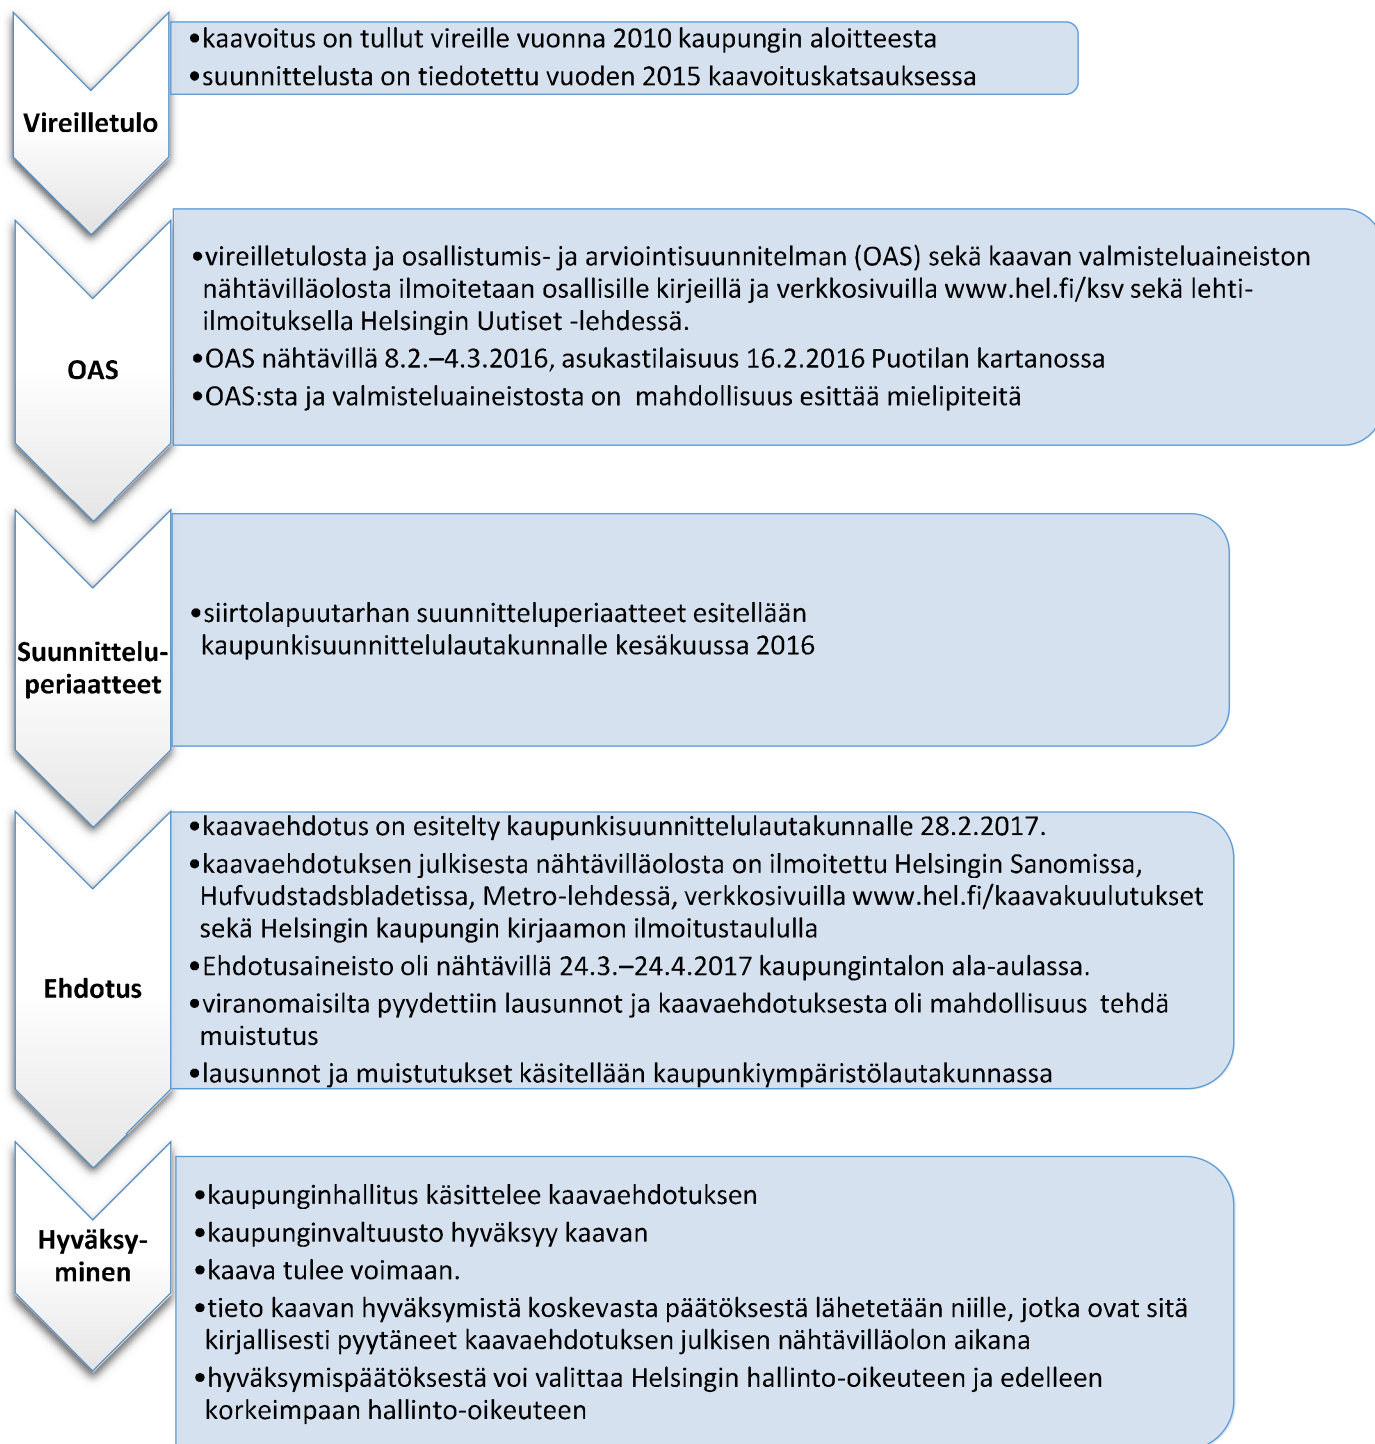 •kaavoitus on tullut vireille vuonna 2010 kaupungin aloitteesta
•suunnittelusta on tiedotettu vuoden 2015 kaavoituskatsauksessa
Vireilletulo
•vireilletulosta ja osallistumis- ja arviointisuunnitelman (OAS) sekä kaavan valmisteluaineiston
nähtävilläolosta ilmoitetaan osallisille kirjeillä ja verkkosivuilla www.hel.fi/ksv sekä lehti-
ilmoituksella Helsingin Uutiset -lehdessä.
•OAS nähtävillä 8.2.–4.3.2016, asukastilaisuus 16.2.2016 Puotilan kartanossa
•OAS:sta ja valmisteluaineistosta on  mahdollisuus esittää mielipiteitä
OAS
•siirtolapuutarhan suunnitteluperiaatteet esitellään
kaupunkisuunnittelulautakunnalle kesäkuussa 2016
Suunnittelu-
periaatteet
•kaavaehdotus on esitelty kaupunkisuunnittelulautakunnalle 28.2.2017.
•kaavaehdotuksen julkisesta nähtävilläolosta on ilmoitettu Helsingin Sanomissa,
Hufvudstadsbladetissa, Metro-lehdessä, verkkosivuilla www.hel.fi/kaavakuulutukset
sekä Helsingin kaupungin kirjaamon ilmoitustaululla
•Ehdotusaineisto oli nähtävillä 24.3.–24.4.2017 kaupungintalon ala-aulassa.
•viranomaisilta pyydettiin lausunnot ja kaavaehdotuksesta oli mahdollisuus  tehdä
muistutus
•lausunnot ja muistutukset käsitellään kaupunkiympäristölautakunnassa
Ehdotus
•kaupunginhallitus käsittelee kaavaehdotuksen
•kaupunginvaltuusto hyväksyy kaavan
•kaava tulee voimaan.
•tieto kaavan hyväksymistä koskevasta päätöksestä lähetetään niille, jotka ovat sitä
kirjallisesti pyytäneet kaavaehdotuksen julkisen nähtävilläolon aikana
•hyväksymispäätöksestä voi valittaa Helsingin hallinto-oikeuteen ja edelleen
korkeimpaan hallinto-oikeuteen
Hyväksy-
minen